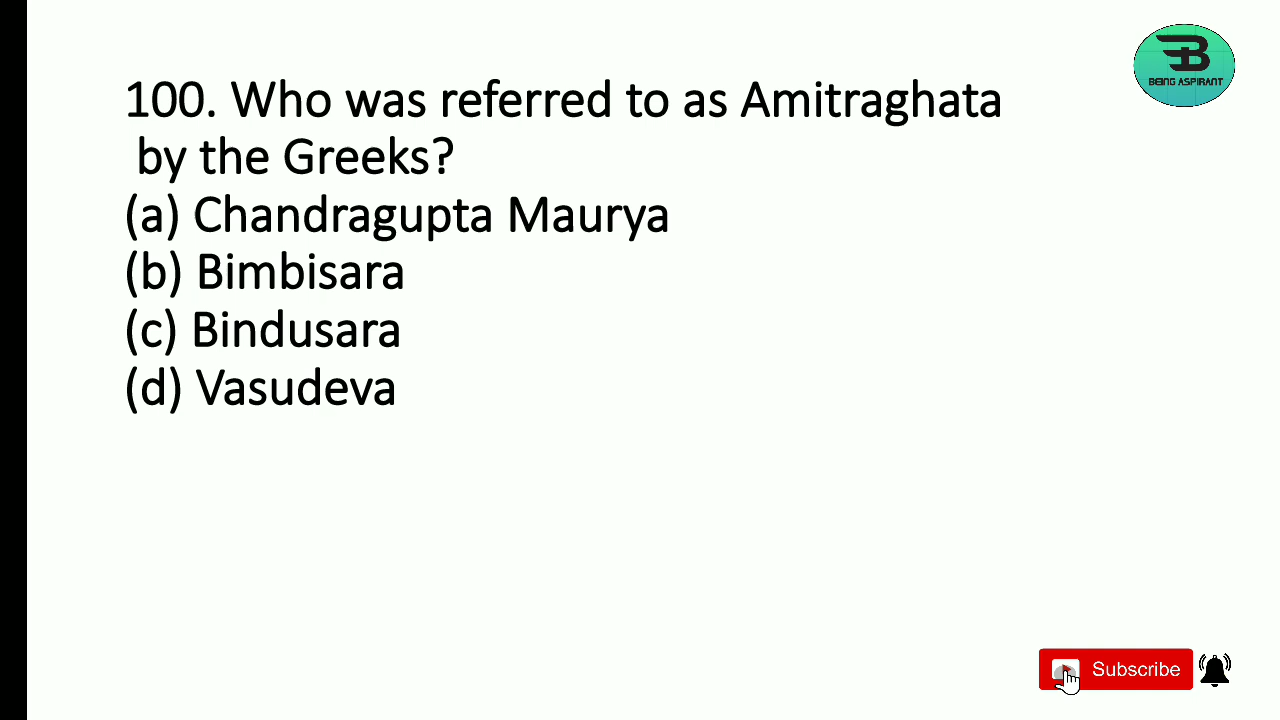 BEING ASPIRANT
100. Who was referred to as Amitraghata
by the Greeks?
(a) Chandragupta Maurya
(b) Bimbisara
(c) Bindusara
(d) Vasudeva
Subscribe